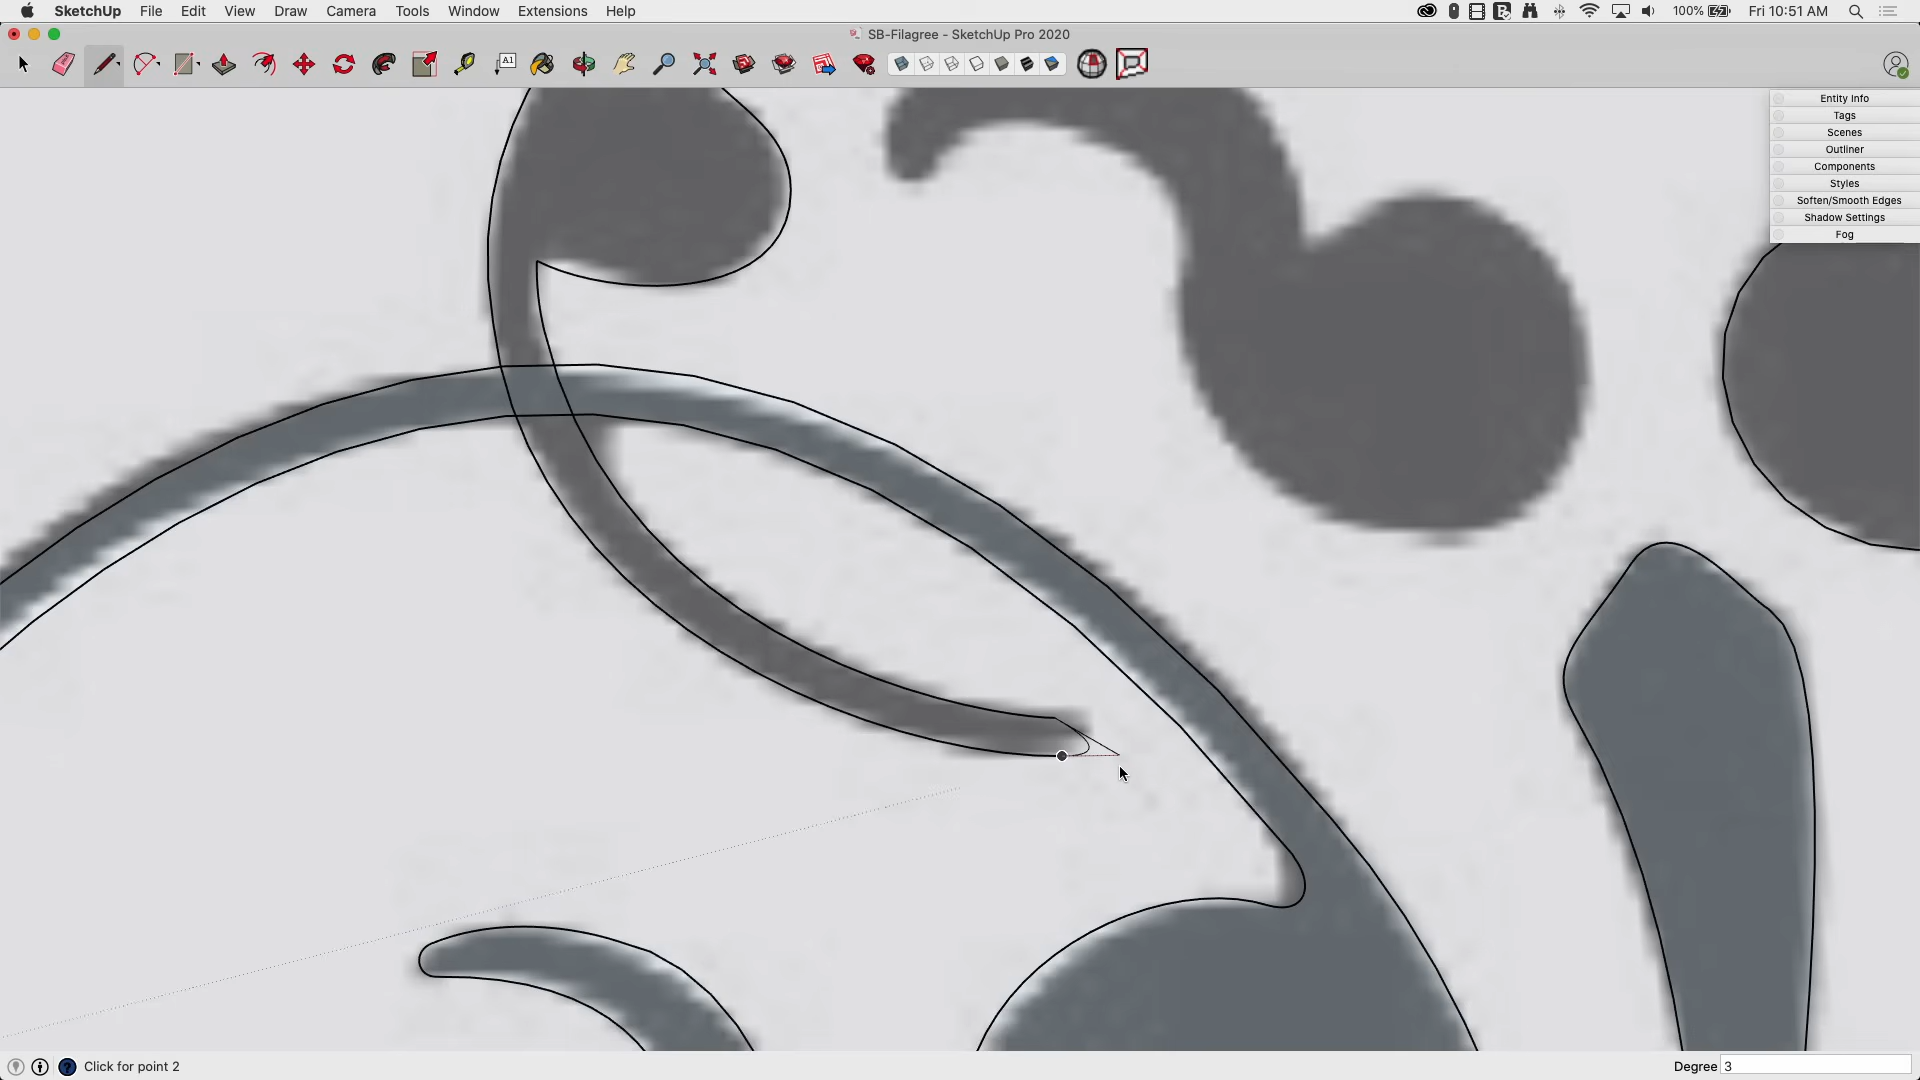 SketchUp File Edit View Draw Camera Tools Window Extensions Help 100% Fri 10:51 AM
SB-Filagree - SketchUp Pro 2020
A1
Entity Info
Tags
Scenes
Outliner
Components
Styles
Soften/Smooth Edges
Shadow Settings
Fog
Click for point 2 Degree 3